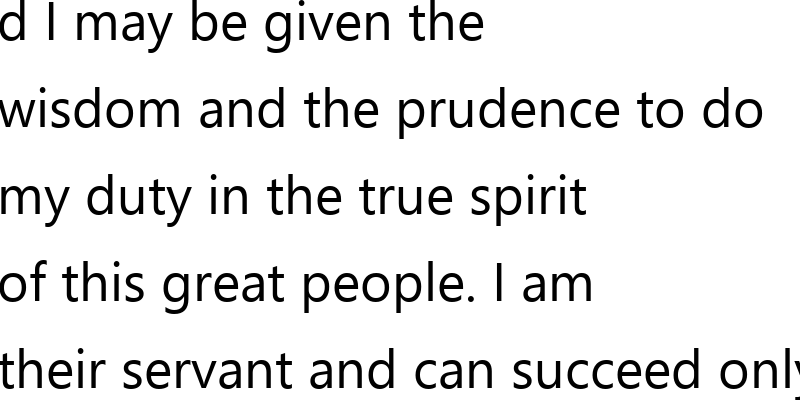 d I may be given the
wisdom and the prudence to do
my duty in the true spirit
of this great people. I am
their servant and can succeed only